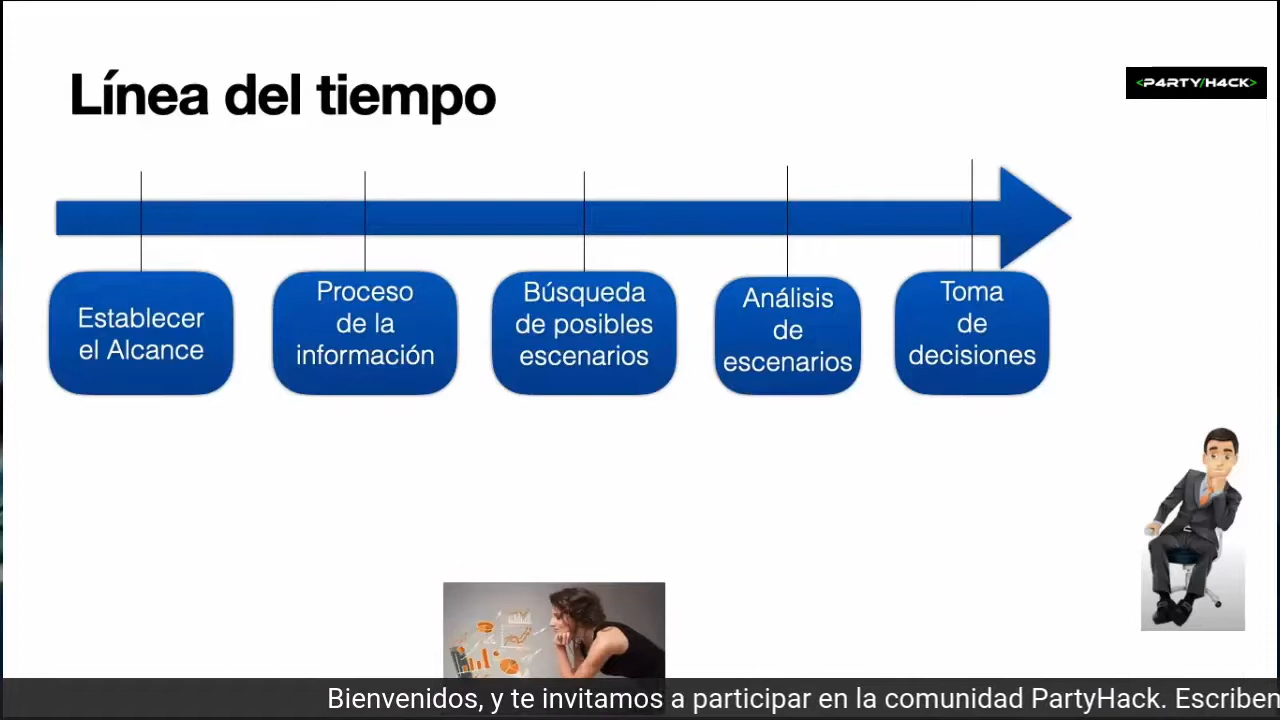 Línea del tiempo
<P4RTY/H4CK>
Establecer
el Alcance
Proceso
de la
información
Búsqueda
de posibles
escenarios
Análisis
de
escenarios
Toma
de
decisiones
Bienvenidos, y te invitamos a participar en la comunidad PartyHack. Escriben